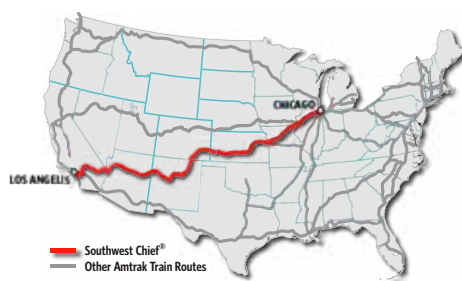 CHICAGO
LOS ANGELES
Southwest Chief®
Other Amtrak Train Routes